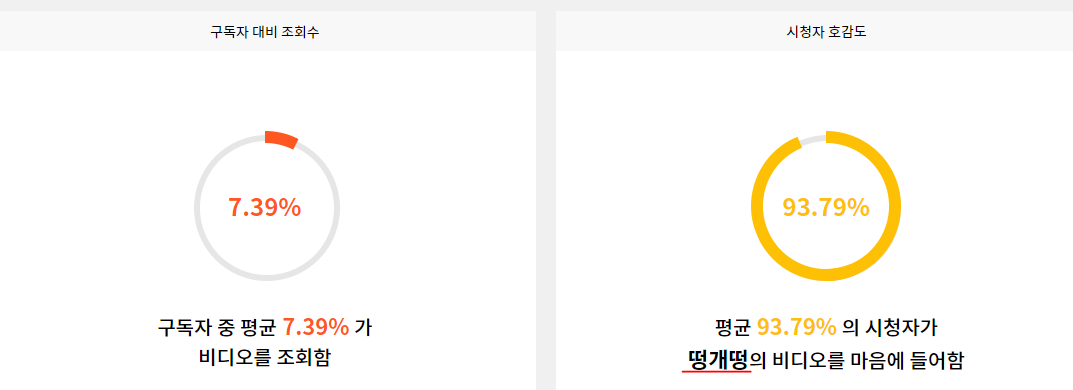 구독자 대비 조회수
시청자 호감도
7.39%
93.79%
구독자 중 평균 7.39% 가
비디오를 조회함
평균 93.79% 의 시청자가
떵개떵의 비디오를 마음에 들어함